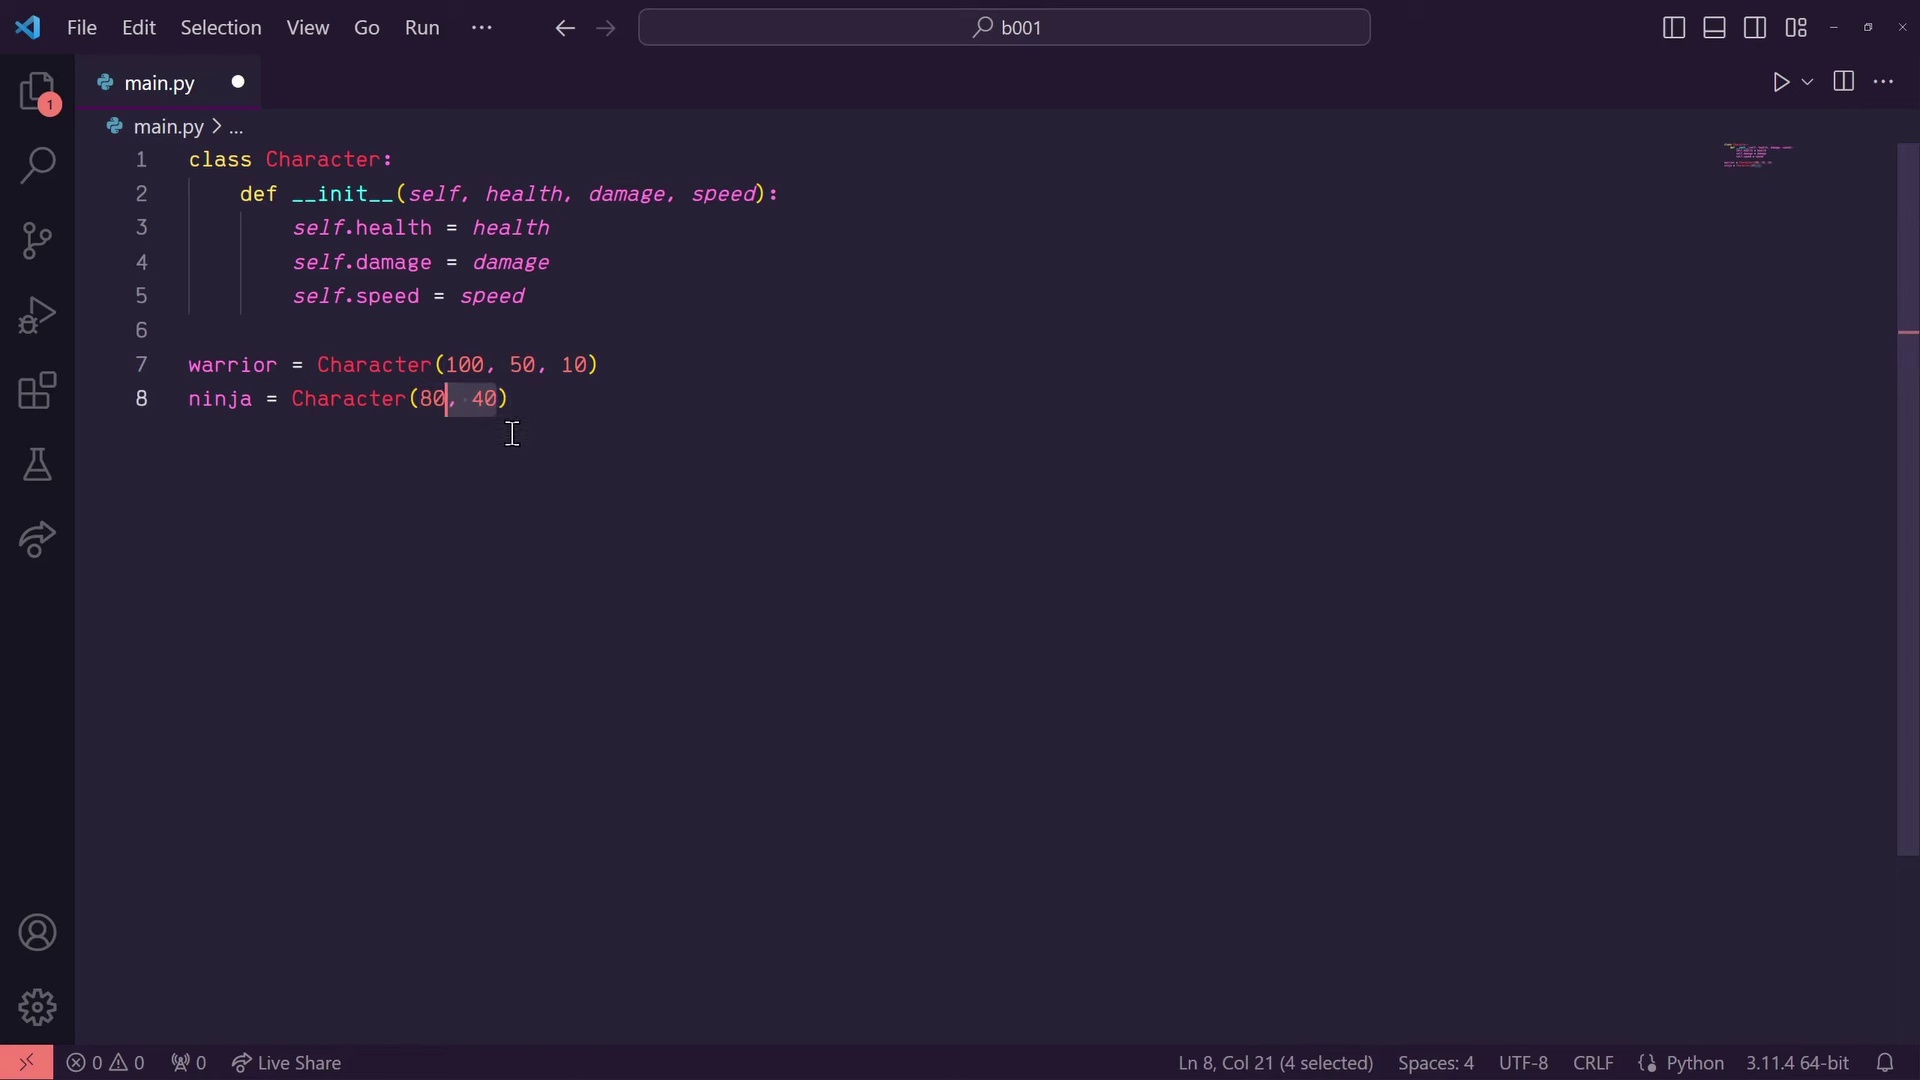 File Edit Selection View Go Run ... b001
main.py
1
main.py > ...
1 class Character:
2 def __init__(self, health, damage, speed):
3 self.health = health
4 self.damage = damage
5 self.speed = speed
6
7 warrior = Character(100, 50, 10)
8 ninja = Character(80, 40)
0 0 0 Live Share Ln 8, Col 21 (4 selected) Spaces: 4 UTF-8 CRLF Python 3.11.4 64-bit